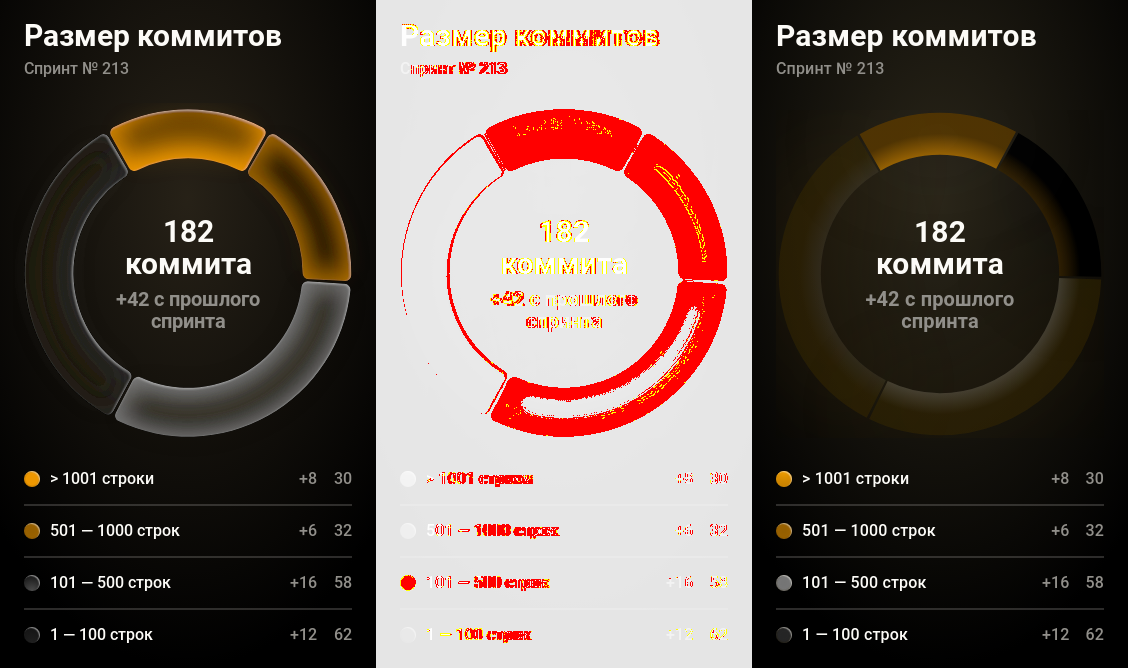 Размер коммитов
Спринт № 213
182
коммита
+42 с прошлого
спринта
> 1001 строки +8 30
501 — 1000 строк +6 32
101 — 500 строк +16 58
1 — 100 строк +12 62
Размер коммитов
Спринт № 213
182
коммита
+42 с прошлого
спринта
> 1001 строки +8 30
501 — 1000 строк +6 32
101 — 500 строк +16 58
1 — 100 строк +12 62
Размер коммитов
Спринт № 213
182
коммита
+42 с прошлого
спринта
> 1001 строки +8 30
501 — 1000 строк +6 32
101 — 500 строк +16 58
1 — 100 строк +12 62